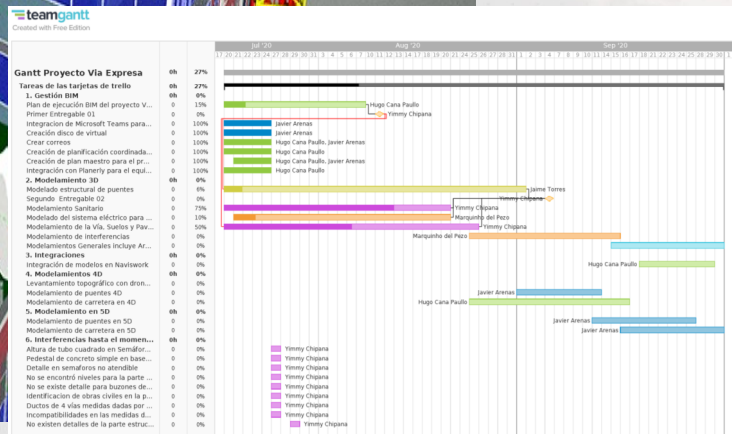 teamgantt
Created with Free Edition
Jul '20 Aug '20 Sep '20
Gantt Proyecto Via Expresa 0h 27%
Tareas de las tarjetas de trello 0h 27%
1. Gestión BIM 0h 0%
Plan de ejecución BIM del proyecto V... 0 15% Hugo Cana Paullo
Primer Entregable 01 0 0% Yimmy Chipana
Integracion de Microsoft Teams para... 0 100% Javier Arenas
Creación disco de virtual 0 100% Javier Arenas
Crear correos 0 100% Hugo Cana Paullo, Javier Arenas
Creación de planificación coordinada... 0 100% Hugo Cana Paullo
Creación de plan maestro para el pr... 0 100% Hugo Cana Paullo, Javier Arenas
Integración con Planerly para el equi... 0 100% Hugo Cana Paullo
2. Modelamiento 3D 0h 0%
Modelado estructural de puentes 0 6% Jaime Torres
Segundo Entregable 02 0 0% Yimmy Chipana
Modelamiento Sanitario 0 75% Yimmy Chipana
Modelado del sistema eléctrico para ... 0 10% Marquinho del Pezo
Modelamiento de la Vía. Suelos y Pav... 0 50% Yimmy Chipana
Modelamiento de interferencias 0 0% Marquinho del Pezo
Modelamientos Generales incluye Ar... 0 0%
3. Integraciones 0h 0%
Integración de modelos en Naviswork 0 0% Hugo Cana Paullo
4. Modelamientos 4D 0h 0%
Levantamiento topográfico con dron... 0 0%
Modelamiento de puentes 4D 0 0% Javier Arenas
Modelamiento de carretera en 4D 0 0% Hugo Cana Paullo
5. Modelamiento en 5D 0h 0%
Modelamiento de puentes en 5D 0 0% Javier Arenas
Modelamiento de carretera en 5D 0 0% Javier Arenas
6. Interferencias hasta el momen... 0h 0%
Altura de tubo cuadrado en Semáfor... 0 0% Yimmy Chipana
Pedestal de concreto simple en base... 0 0% Yimmy Chipana
Detalle en semaforos no atendible 0 0% Yimmy Chipana
No se encontró niveles para la parte ... 0 0% Yimmy Chipana
No se existe detalle para buzones de... 0 0% Yimmy Chipana
Identificacion de obras civiles en la p... 0 0% Yimmy Chipana
Ductos de 4 vías medidas dadas por ... 0 0% Yimmy Chipana
Incompatibilidades en las medidas d... 0 0% Yimmy Chipana
No existen detalles de la parte estruc... 0 0% Yimmy Chipana